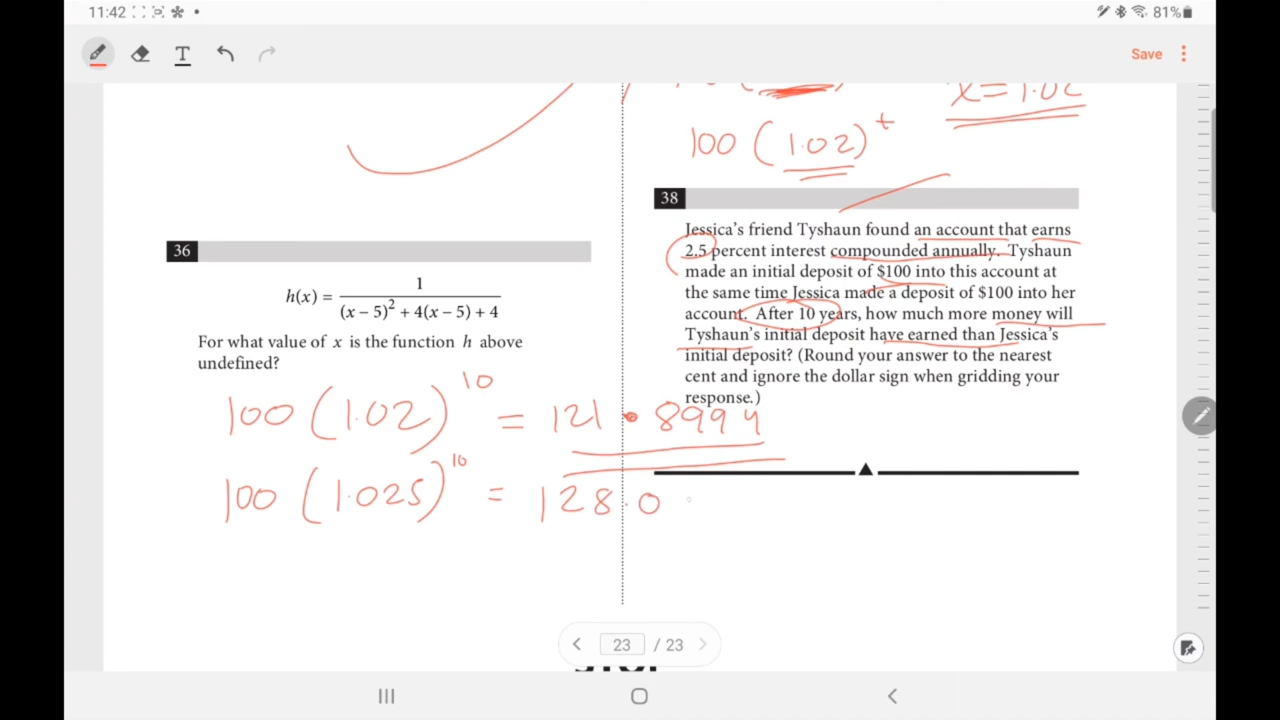 11:42
81%
T
Save
x = 1.02
100 (1.02)^t
36
h(x) = 1 / ((x − 5)² + 4(x − 5) + 4)
For what value of x is the function h above
undefined?
100 (1.02)^10 = 121.8994
100 (1.025)^10 = 128.0
38
Jessica's friend Tyshaun found an account that earns
2.5 percent interest compounded annually. Tyshaun
made an initial deposit of $100 into this account at
the same time Jessica made a deposit of $100 into her
account. After 10 years, how much more money will
Tyshaun's initial deposit have earned than Jessica's
initial deposit? (Round your answer to the nearest
cent and ignore the dollar sign when gridding your
response.)
23 / 23